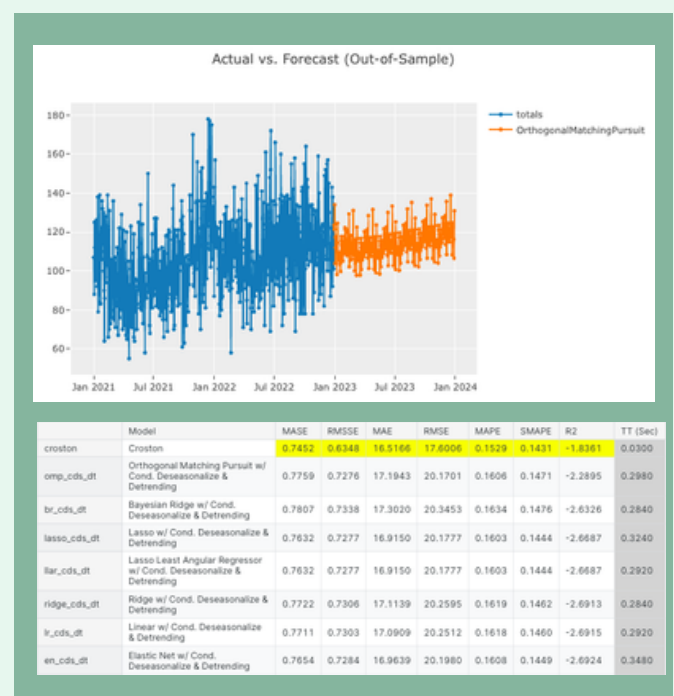 Actual vs. Forecast (Out-of-Sample)
totals
OrthogonalMatchingPursuit
180
160
140
120
100
80
60
Jan 2021 Jul 2021 Jan 2022 Jul 2022 Jan 2023 Jul 2023 Jan 2024
Model MASE RMSSE MAE RMSE MAPE SMAPE R2 TT (Sec)
croston Croston 0.7452 0.6348 16.5166 17.6006 0.1529 0.1431 -1.8361 0.0300
Orthogonal Matching Pursuit w/
omp_cds_dt Cond. Deseasonalize & 0.7759 0.7276 17.1943 20.1701 0.1606 0.1471 -2.2895 0.2980
Detrending
br_cds_dt Bayesian Ridge w/ Cond. 0.7807 0.7338 17.3020 20.3453 0.1634 0.1476 -2.6326 0.2840
Deseasonalize & Detrending
lasso_cds_dt Lasso w/ Cond. Deseasonalize & 0.7632 0.7277 16.9150 20.1777 0.1603 0.1444 -2.6687 0.3240
Detrending
Lasso Least Angular Regressor
llar_cds_dt w/ Cond. Deseasonalize & 0.7632 0.7277 16.9150 20.1777 0.1603 0.1444 -2.6687 0.2920
Detrending
ridge_cds_dt Ridge w/ Cond. Deseasonalize & 0.7722 0.7306 17.1139 20.2595 0.1619 0.1462 -2.6913 0.2840
Detrending
lr_cds_dt Linear w/ Cond. Deseasonalize 0.7711 0.7303 17.0909 20.2512 0.1618 0.1460 -2.6915 0.2920
& Detrending
en_cds_dt Elastic Net w/ Cond. 0.7654 0.7284 16.9639 20.1980 0.1608 0.1449 -2.6924 0.3480
Deseasonalize & Detrending